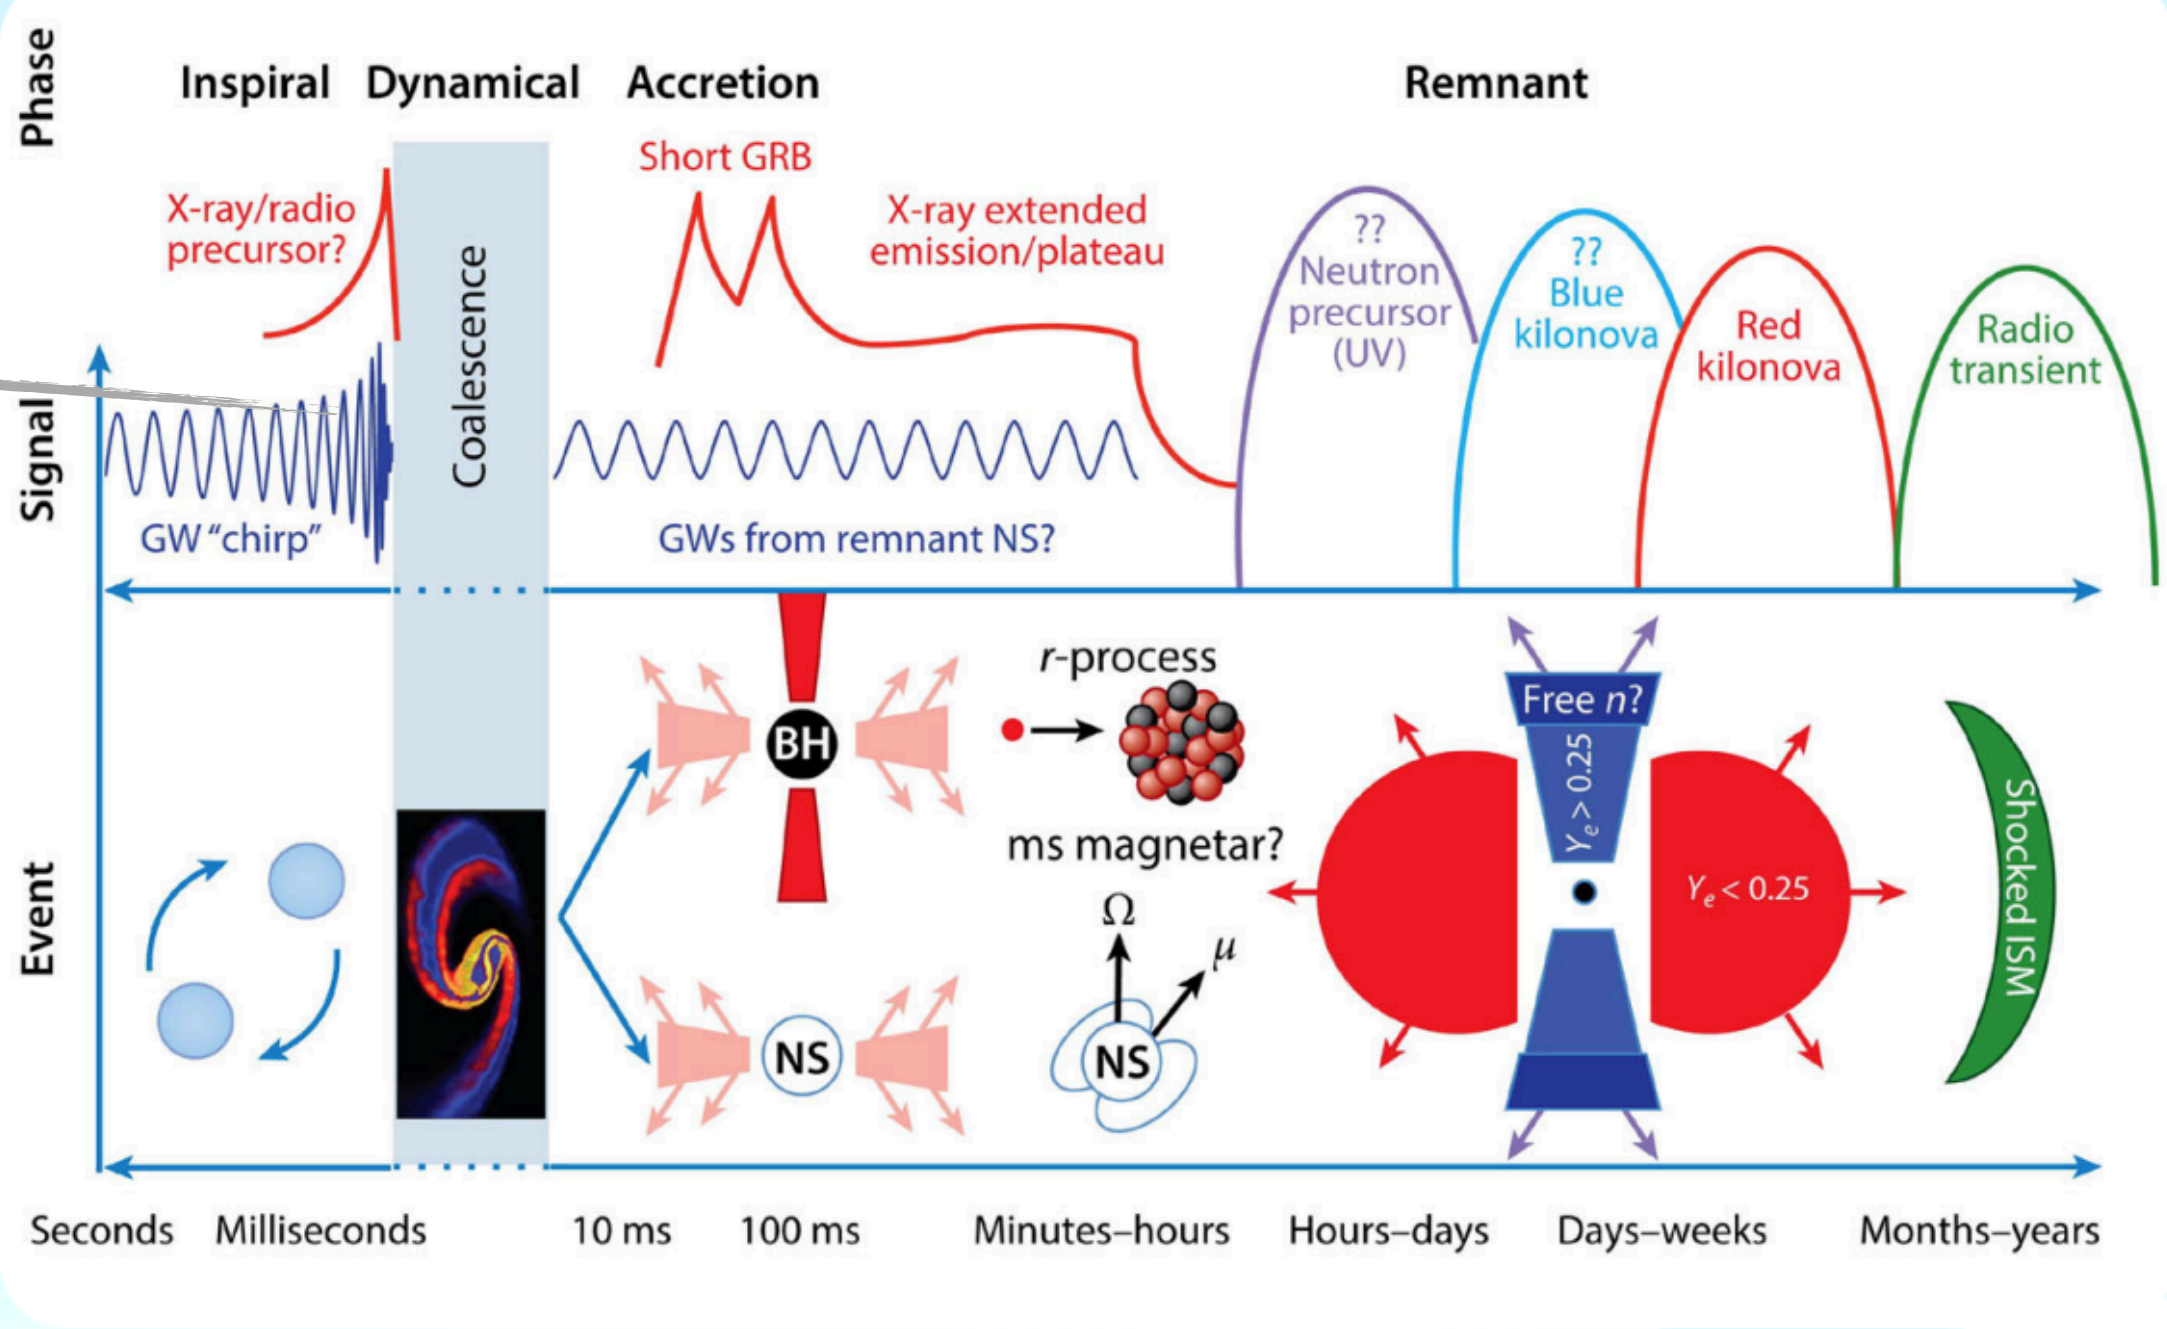 Phase
Inspiral
Dynamical
Accretion
Remnant
Signal
X-ray/radio
precursor?
GW “chirp”
Coalescence
Short GRB
X-ray extended
emission/plateau
GWs from remnant NS?
??
Neutron
precursor
(UV)
??
Blue
kilonova
Red
kilonova
Radio
transient
Event
BH
NS
r-process
ms magnetar?
Ω
μ
NS
Free n?
Yₑ > 0.25
Yₑ < 0.25
Shocked ISM
Seconds
Milliseconds
10 ms
100 ms
Minutes–hours
Hours–days
Days–weeks
Months–years